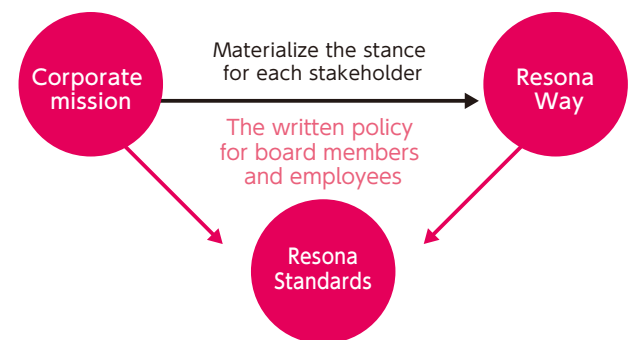 Corporate
mission
Materialize the stance
for each stakeholder
Resona
Way
The written policy
for board members
and employees
Resona
Standards